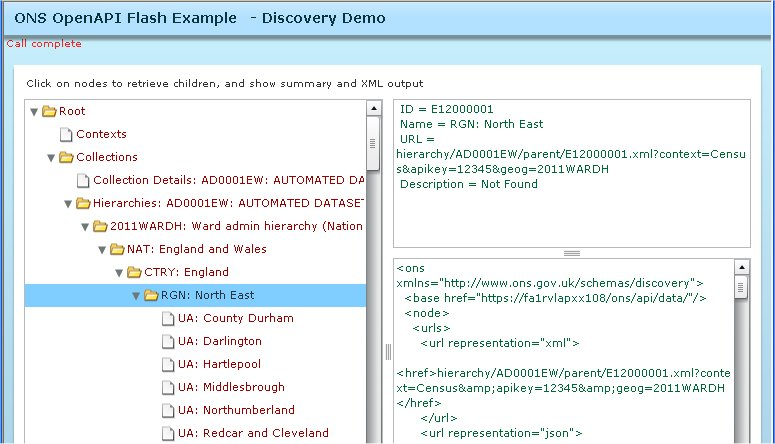 ONS OpenAPI Flash Example - Discovery Demo
Call complete
Click on nodes to retrieve children, and show summary and XML output
Root
Contexts
Collections
Collection Details: AD0001EW: AUTOMATED DA
Hierarchies: AD0001EW: AUTOMATED DATASET
2011WARDH: Ward admin hierarchy (Nation
NAT: England and Wales
CTRY: England
RGN: North East
UA: County Durham
UA: Darlington
UA: Hartlepool
UA: Middlesbrough
UA: Northumberland
UA: Redcar and Cleveland
ID = E12000001
Name = RGN: North East
URL =
hierarchy/AD0001EW/parent/E12000001.xml?context=Censu
s&apikey=12345&geog=2011WARDH
Description = Not Found
<ons
xmlns="http://www.ons.gov.uk/schemas/discovery">
<base href="https://fa1rvlapxx108/ons/api/data/"/>
<node>
<urls>
<url representation="xml">
<href>hierarchy/AD0001EW/parent/E12000001.xml?conte
xt=Census&amp;apikey=12345&amp;geog=2011WARDH
</href>
</url>
<url representation="json">